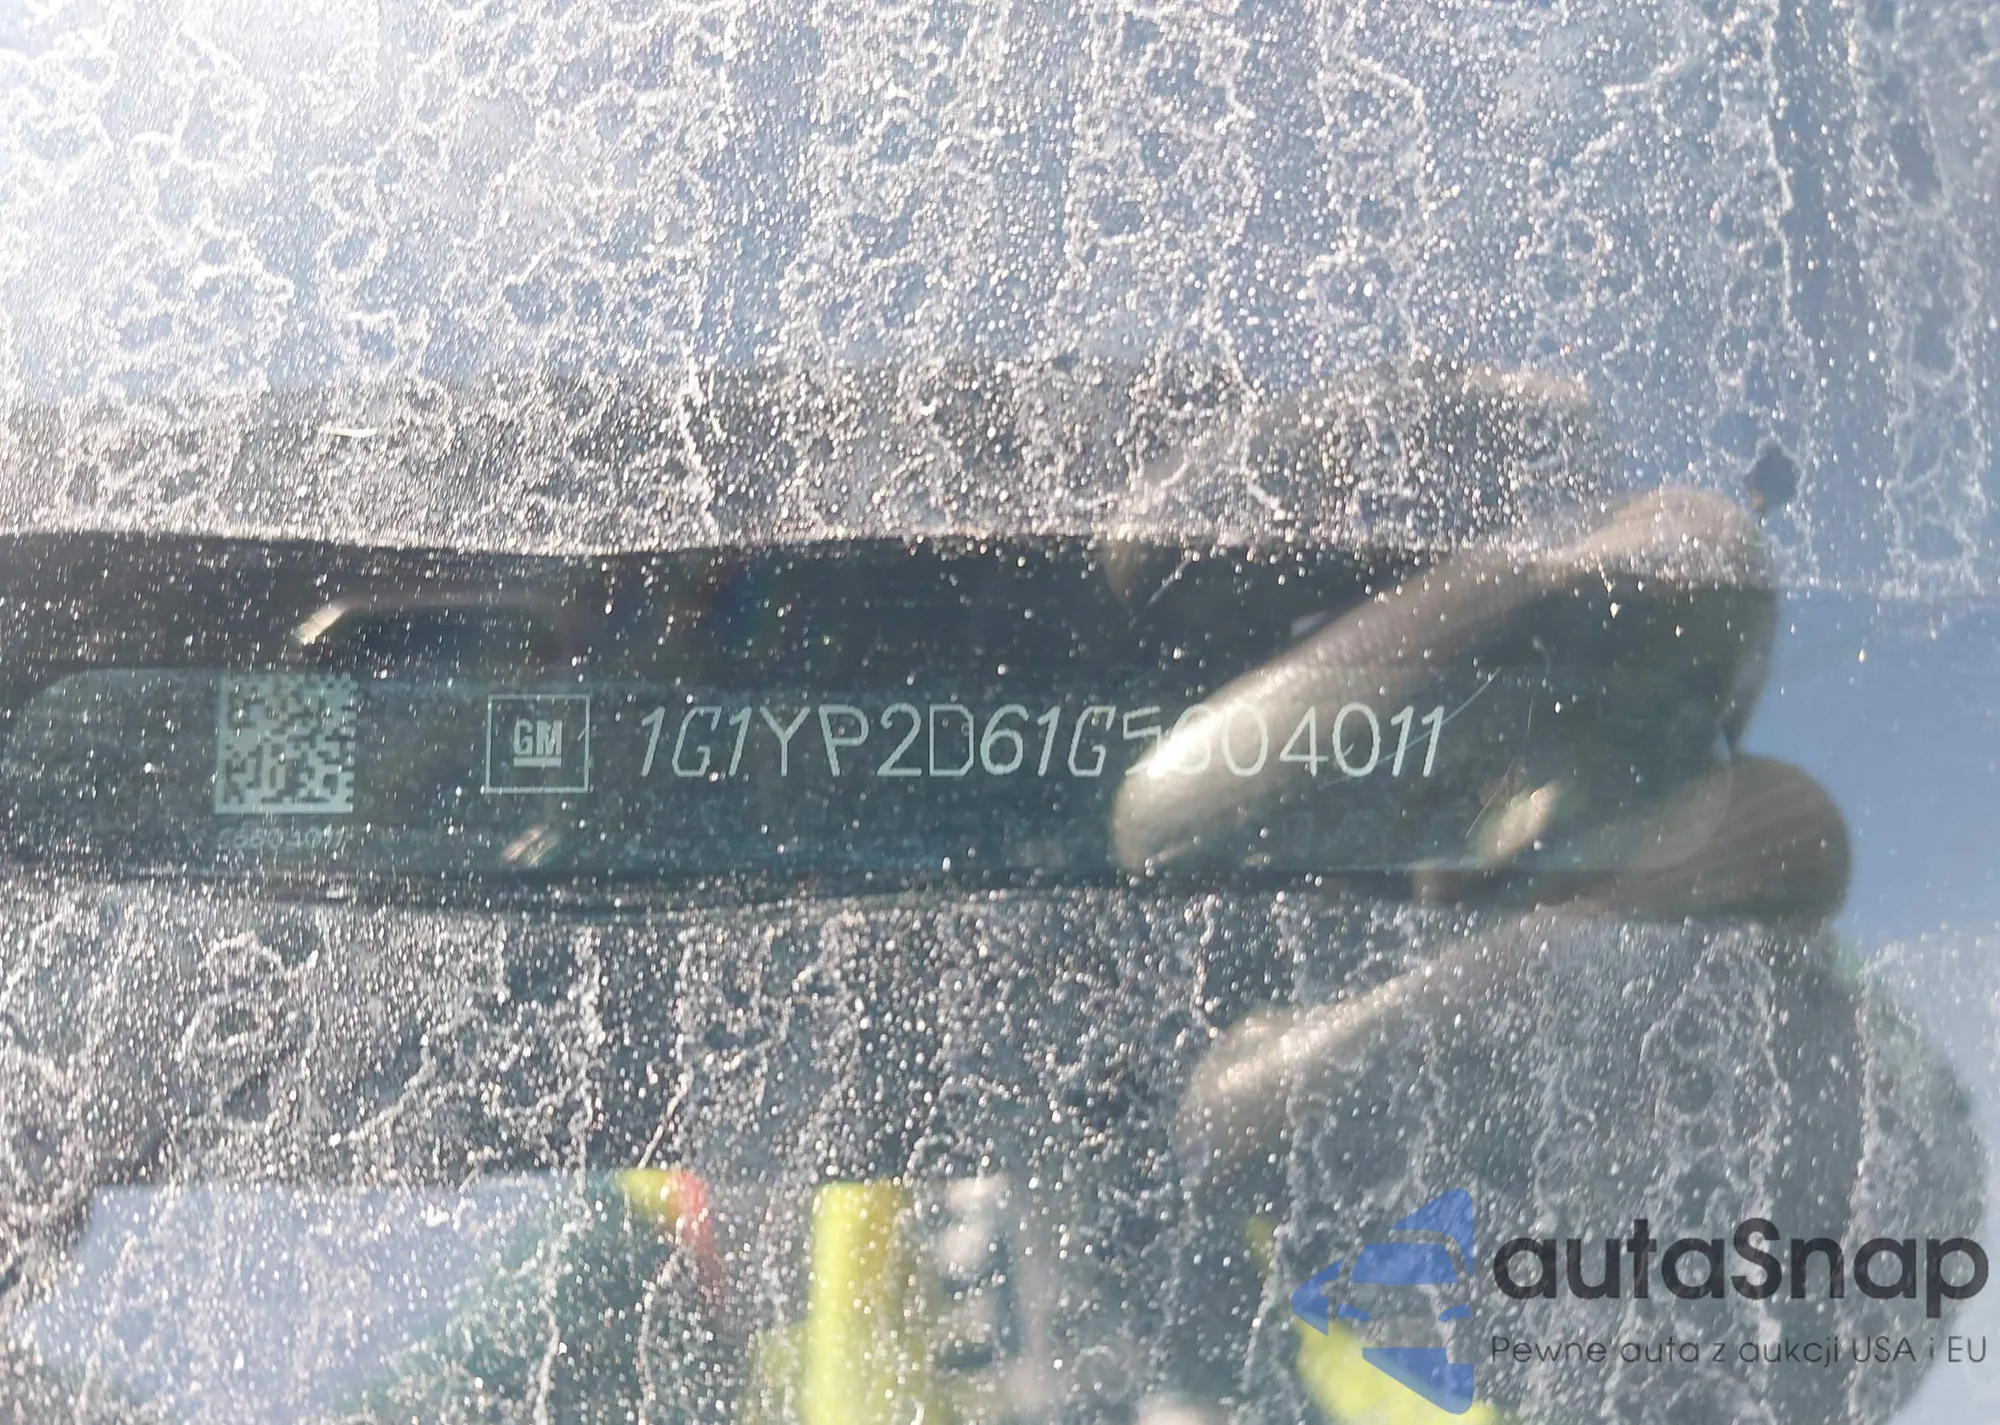 GM 1G1YP2D61G5604011
autaSnap
Pewne auta z aukcji USA i EU